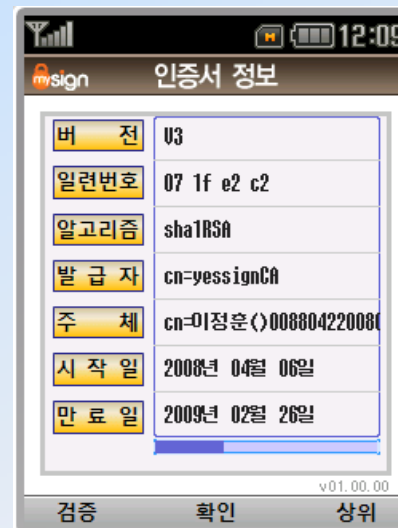 12:09
mysign 인증서 정보
버 전 V3
일련번호 07 1f e2 c2
알고리즘 sha1RSA
발 급 자 cn=yessignCA
주 체 cn=이정훈()00880422008
시 작 일 2008년 04월 06일
만 료 일 2009년 02월 26일
v01.00.00
검증 확인 상위